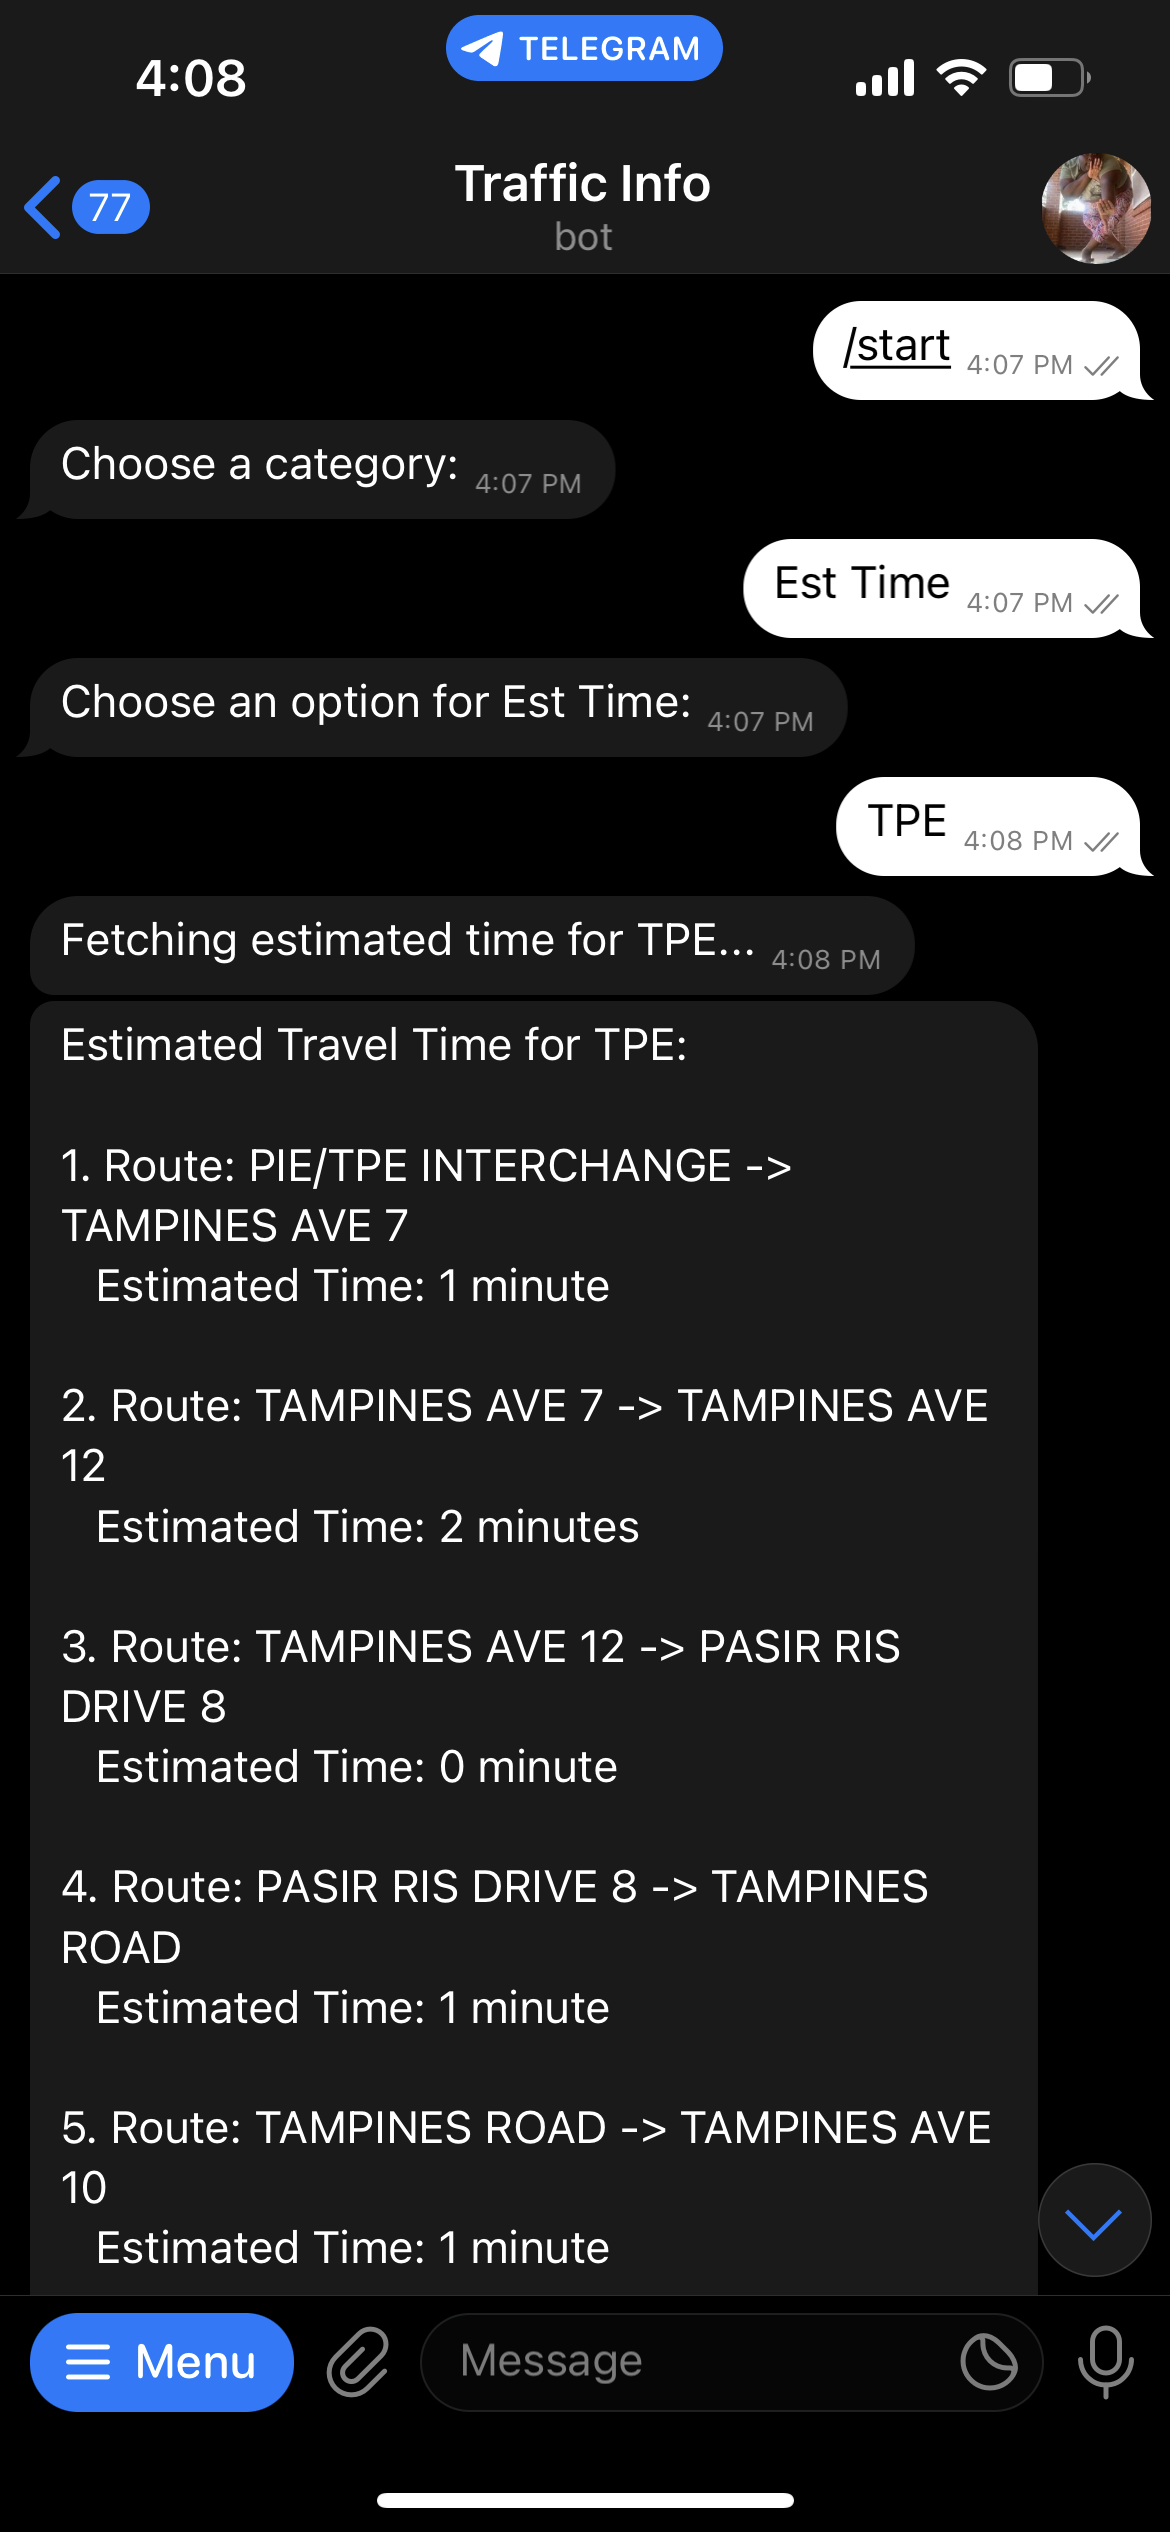 4:08
TELEGRAM
77
Traffic Info
bot
/start 4:07 PM
Choose a category: 4:07 PM
Est Time 4:07 PM
Choose an option for Est Time: 4:07 PM
TPE 4:08 PM
Fetching estimated time for TPE... 4:08 PM
Estimated Travel Time for TPE:
1. Route: PIE/TPE INTERCHANGE ->
TAMPINES AVE 7
Estimated Time: 1 minute
2. Route: TAMPINES AVE 7 -> TAMPINES AVE
12
Estimated Time: 2 minutes
3. Route: TAMPINES AVE 12 -> PASIR RIS
DRIVE 8
Estimated Time: 0 minute
4. Route: PASIR RIS DRIVE 8 -> TAMPINES
ROAD
Estimated Time: 1 minute
5. Route: TAMPINES ROAD -> TAMPINES AVE
10
Estimated Time: 1 minute
Menu
Message